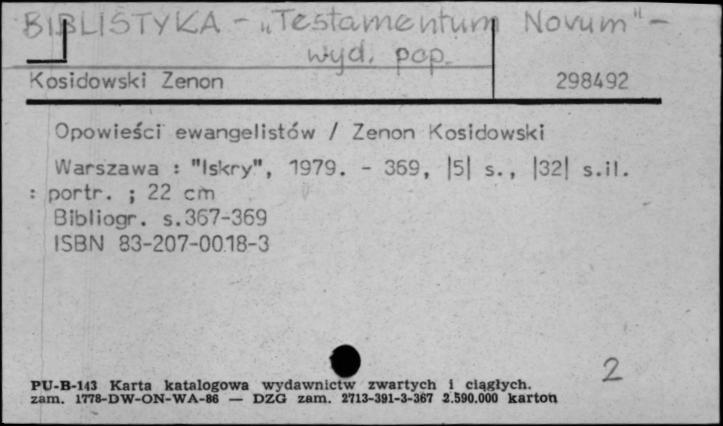 BIBLISTYKA - „Testamentum Novum" -
wyd. pop.
Kosidowski Zenon 298492
Opowieści ewangelistów / Zenon Kosidowski
Warszawa : "Iskry", 1979. - 369, |5| s., |32| s.il.
: portr. ; 22 cm
Bibliogr. s.367-369
ISBN 83-207-0018-3
2
PU-B-143 Karta katalogowa wydawnictw zwartych i ciągłych.
zam. 1778-DW-ON-WA-86 — DZG zam. 2713-391-3-367 2.590.000 karton